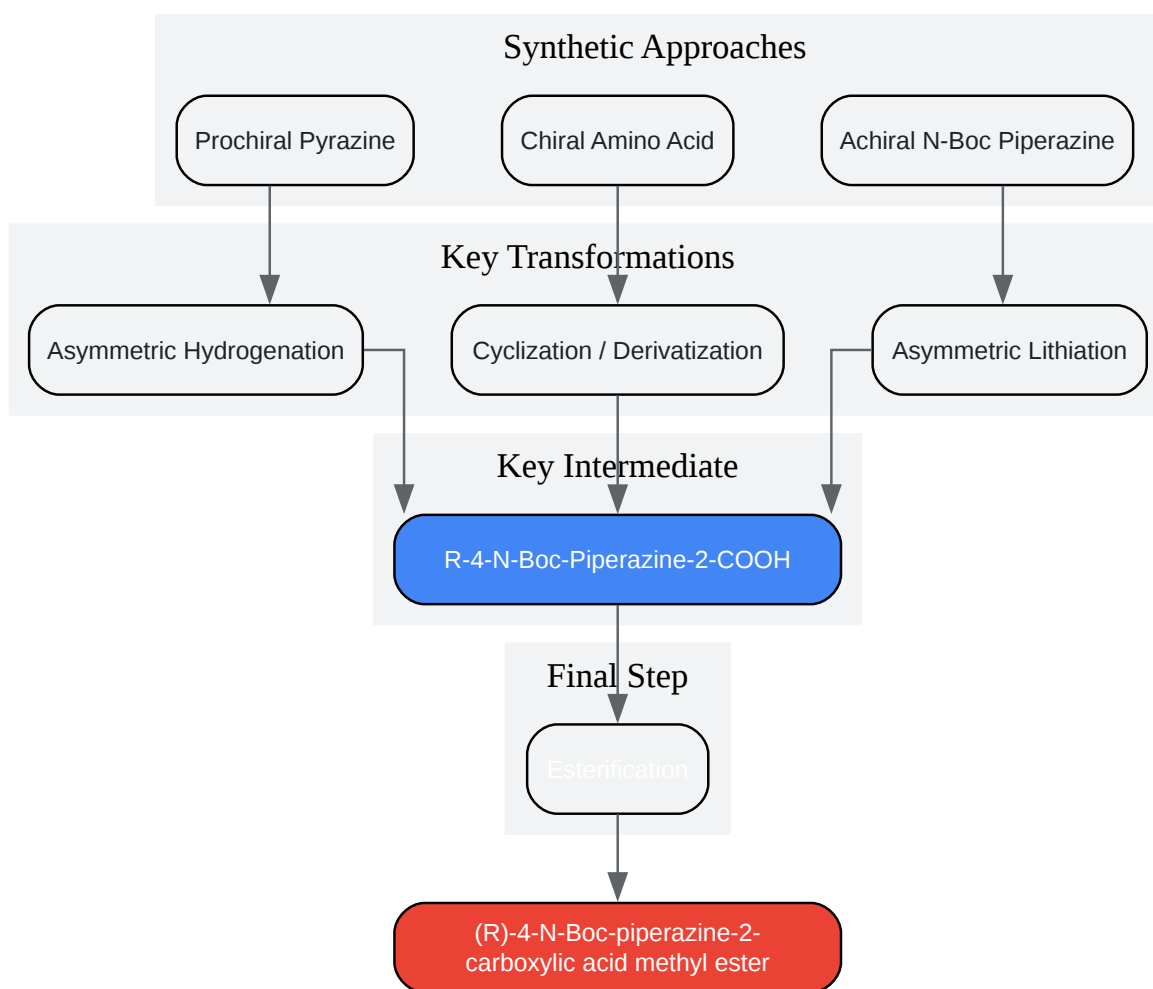 Synthetic Approaches
Prochiral Pyrazine
Chiral Amino Acid
Achiral N-Boc Piperazine
Key Transformations
Asymmetric Hydrogenation
Cyclization / Derivatization
Asymmetric Lithiation
Key Intermediate
R-4-N-Boc-Piperazine-2-COOH
Final Step
Esterification
(R)-4-N-Boc-piperazine-2-
carboxylic acid methyl ester